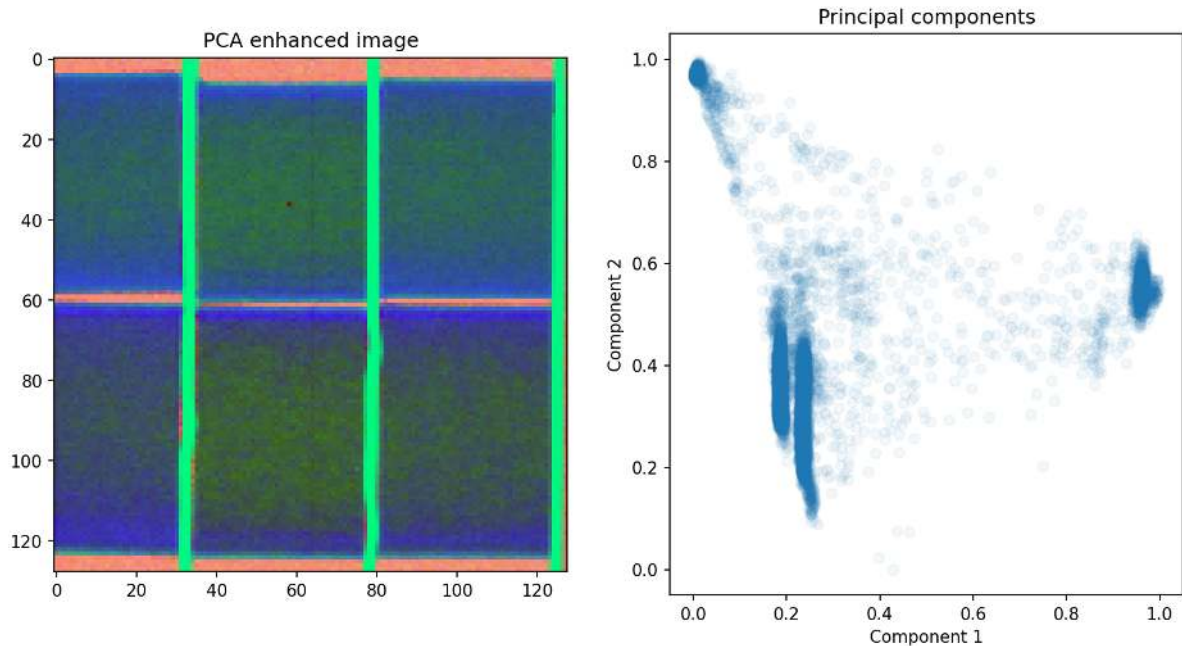 PCA enhanced image
0
20
40
60
80
100
120
0 20 40 60 80 100 120
Principal components
Component 2
1.0
0.8
0.6
0.4
0.2
0.0
0.0 0.2 0.4 0.6 0.8 1.0
Component 1